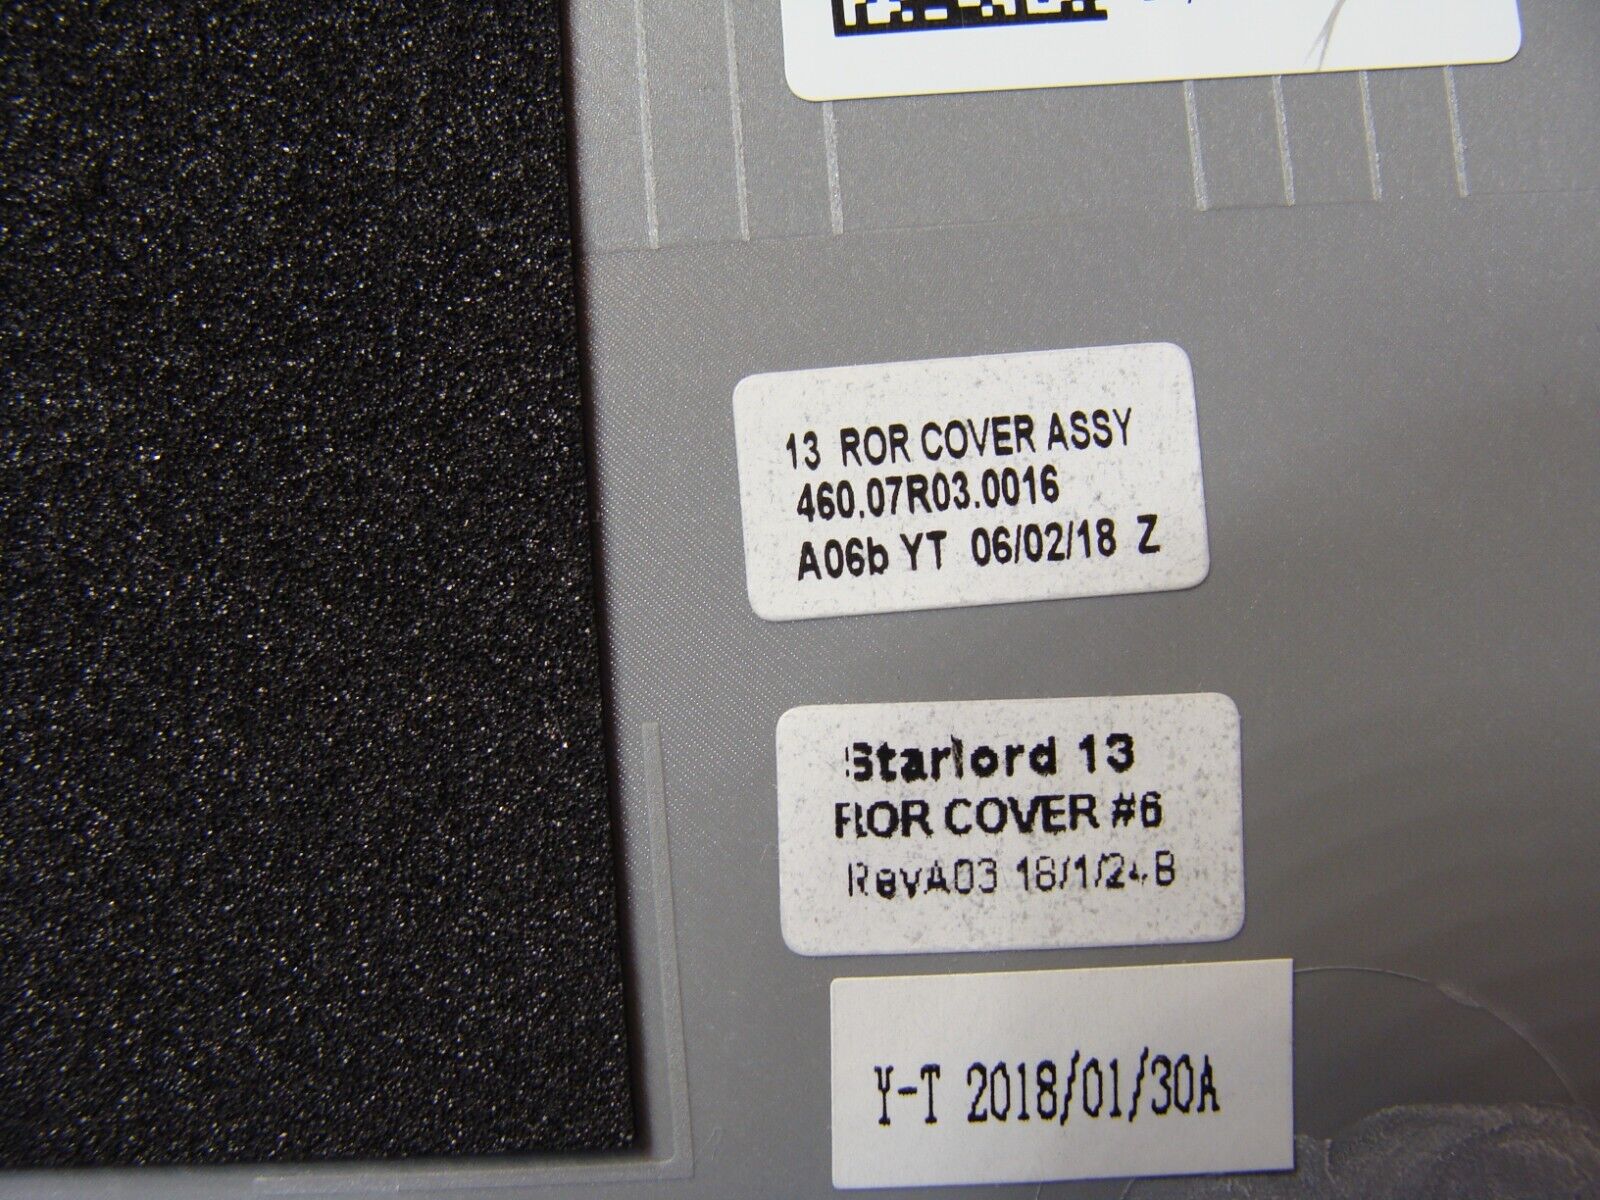 13 ROR COVER ASSY
460.07R03.0016
A06b YT 06/02/18 Z
Starlord 13
ROR COVER #6
RevA03 18/1/24B
Y-T 2018/01/30A